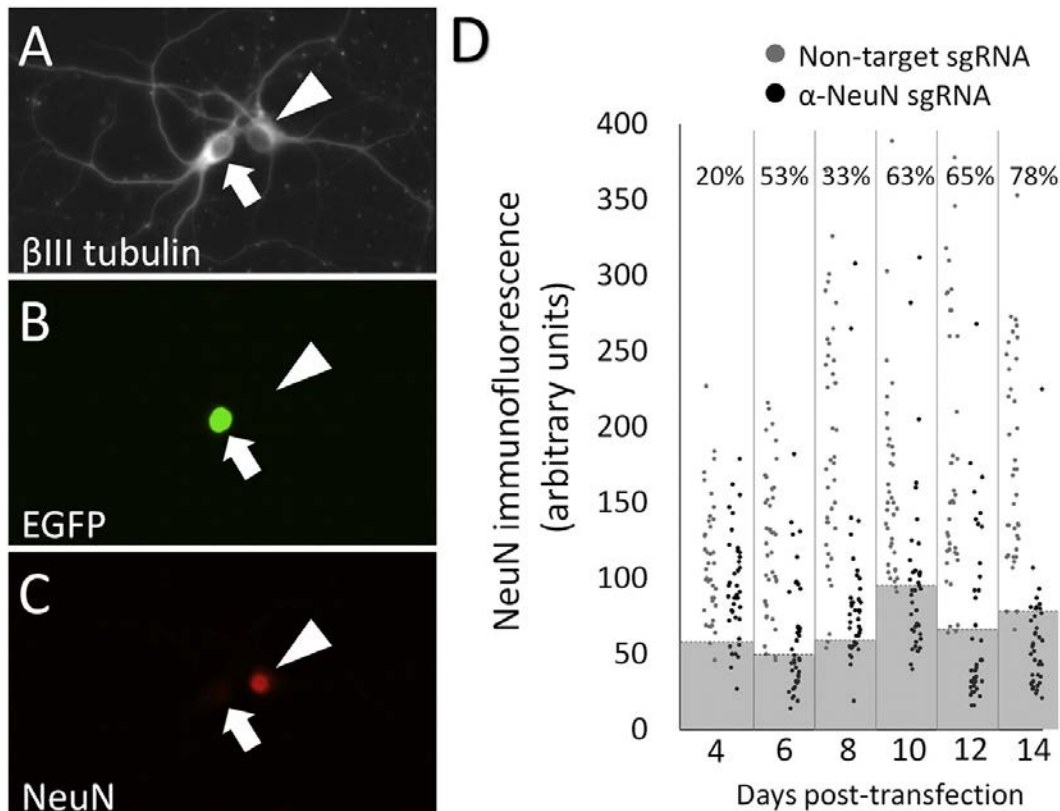 A
βIII tubulin
B
EGFP
C
NeuN
D
Non-target sgRNA
α-NeuN sgRNA
NeuN immunofluorescence
(arbitrary units)
400
350
300
250
200
150
100
50
0
20% 53% 33% 63% 65% 78%
4 6 8 10 12 14
Days post-transfection